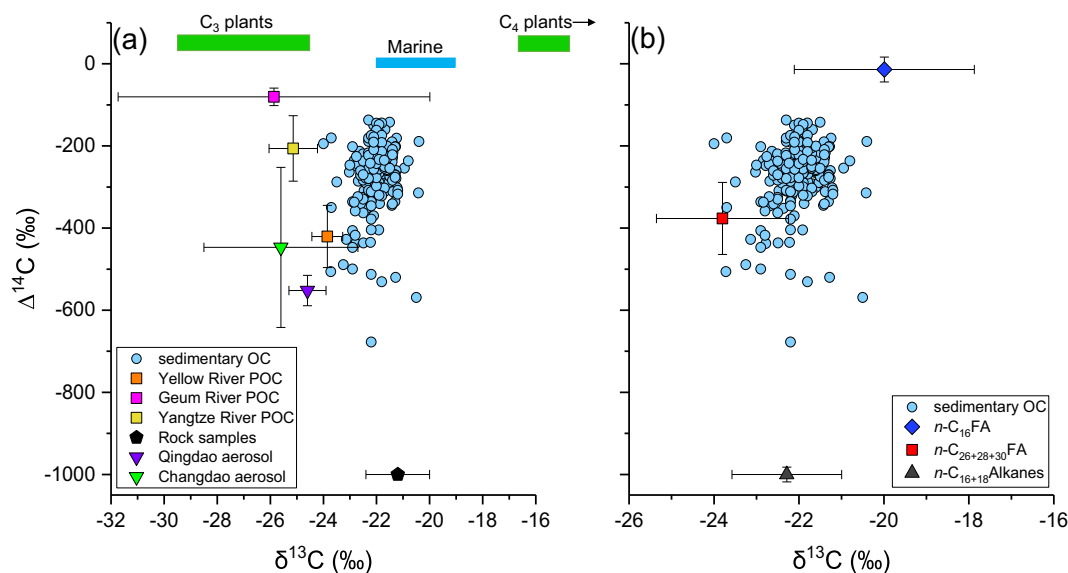 C₃ plants
C₄ plants→
(a)
Marine
(b)
0
-200
-400
-600
-800
-1000
Δ¹⁴C (‰)
sedimentary OC
Yellow River POC
Geum River POC
Yangtze River POC
Rock samples
Qingdao aerosol
Changdao aerosol
sedimentary OC
n-C₁₆FA
n-C₂₆₊₂₈₊₃₀FA
n-C₁₆₊₁₈Alkanes
-32 -30 -28 -26 -24 -22 -20 -18 -16
-26 -24 -22 -20 -18 -16
δ¹³C (‰)
δ¹³C (‰)